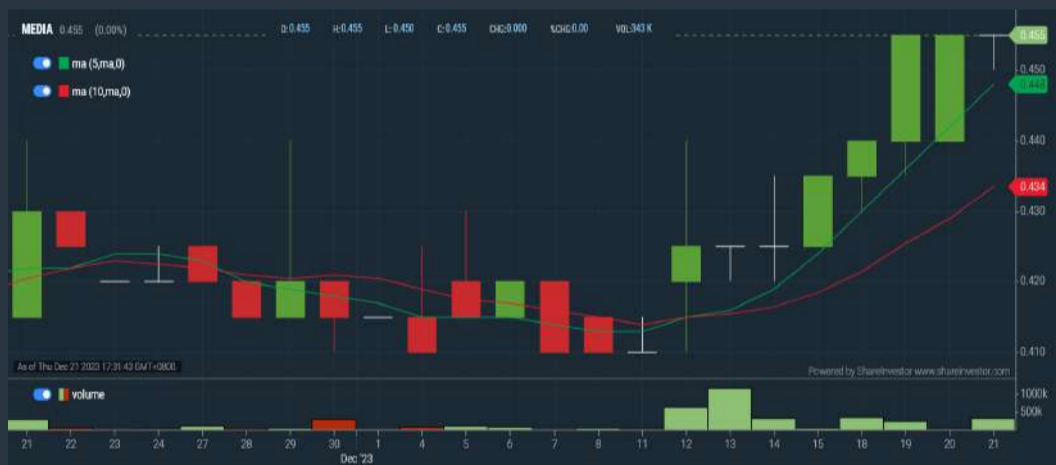 MEDIA 0.455 (0.00%) O:0.455 H:0.455 L:0.450 C:0.455 CHG:0.000 %CHG:0.00 VOL:343 K
0.455
ma (5,ma,0)
0.450
0.448
ma (10,ma,0)
0.440
0.434
0.430
0.420
0.410
As of Thu Dec 21 2023 17:31:43 GMT+0800.
Powered by ShareInvestor www.shareinvestor.com
volume
1000k
500k
21 22 23 24 27 28 29 30 1 4 5 6 7 8 11 12 13 14 15 18 19 20 21
Dec '23